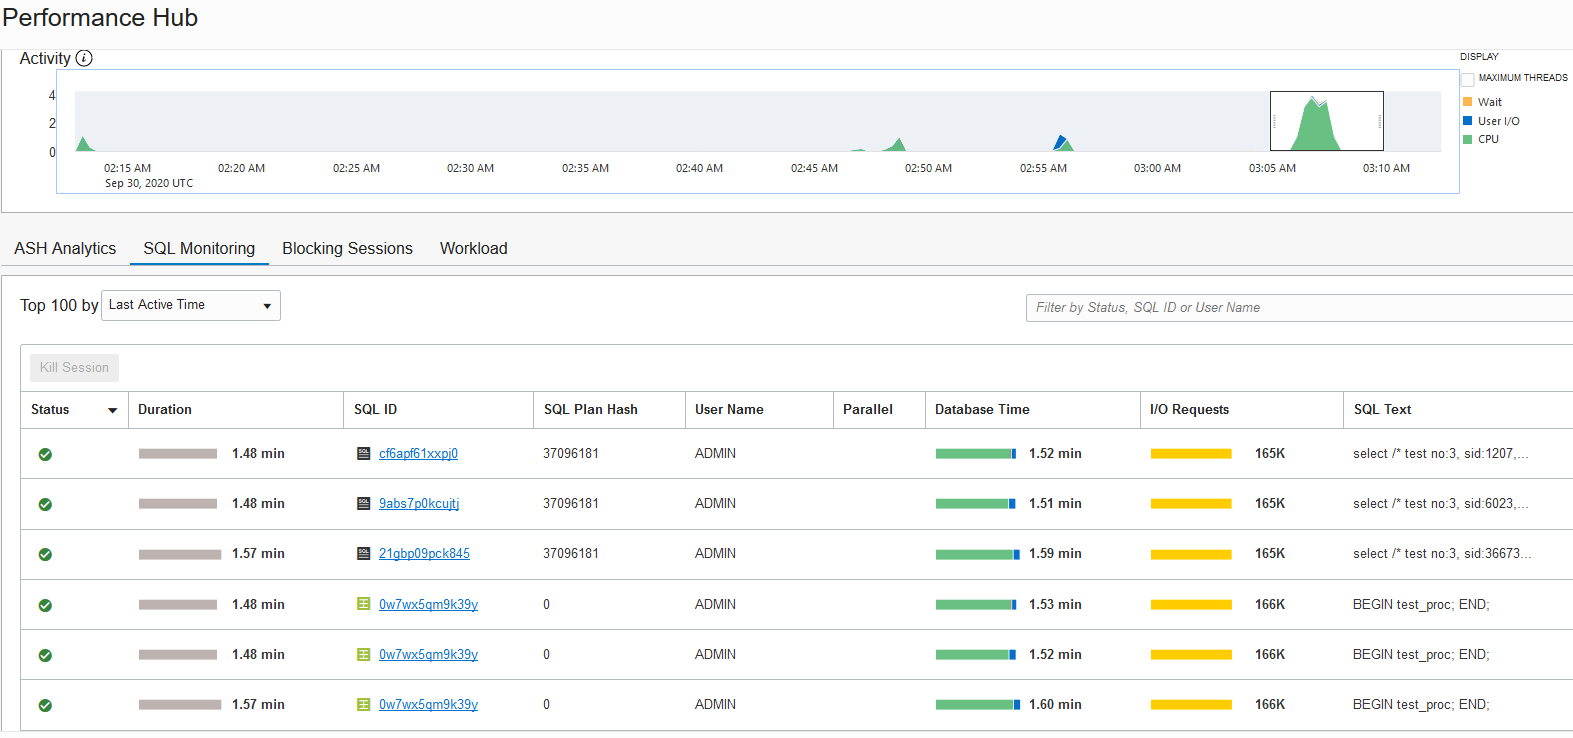 Performance Hub
Activity i
DISPLAY
MAXIMUM THREADS
Wait
User I/O
CPU
4
2
0
02:15 AM 02:20 AM 02:25 AM 02:30 AM 02:35 AM 02:40 AM 02:45 AM 02:50 AM 02:55 AM 03:00 AM 03:05 AM 03:10 AM
Sep 30, 2020 UTC
ASH Analytics SQL Monitoring Blocking Sessions Workload
Top 100 by Last Active Time Filter by Status, SQL ID or User Name
Kill Session
Status Duration SQL ID SQL Plan Hash User Name Parallel Database Time I/O Requests SQL Text
1.48 min SQL cf6apf61xxpj0 37096181 ADMIN 1.52 min 165K select /* test no:3, sid:1207,...
1.48 min SQL 9abs7p0kcujtj 37096181 ADMIN 1.51 min 165K select /* test no:3, sid:6023,...
1.57 min SQL 21gbp09pck845 37096181 ADMIN 1.59 min 165K select /* test no:3, sid:36673...
1.48 min 0w7wx5qm9k39y 0 ADMIN 1.53 min 166K BEGIN test_proc; END;
1.48 min 0w7wx5qm9k39y 0 ADMIN 1.52 min 166K BEGIN test_proc; END;
1.57 min 0w7wx5qm9k39y 0 ADMIN 1.60 min 166K BEGIN test_proc; END;